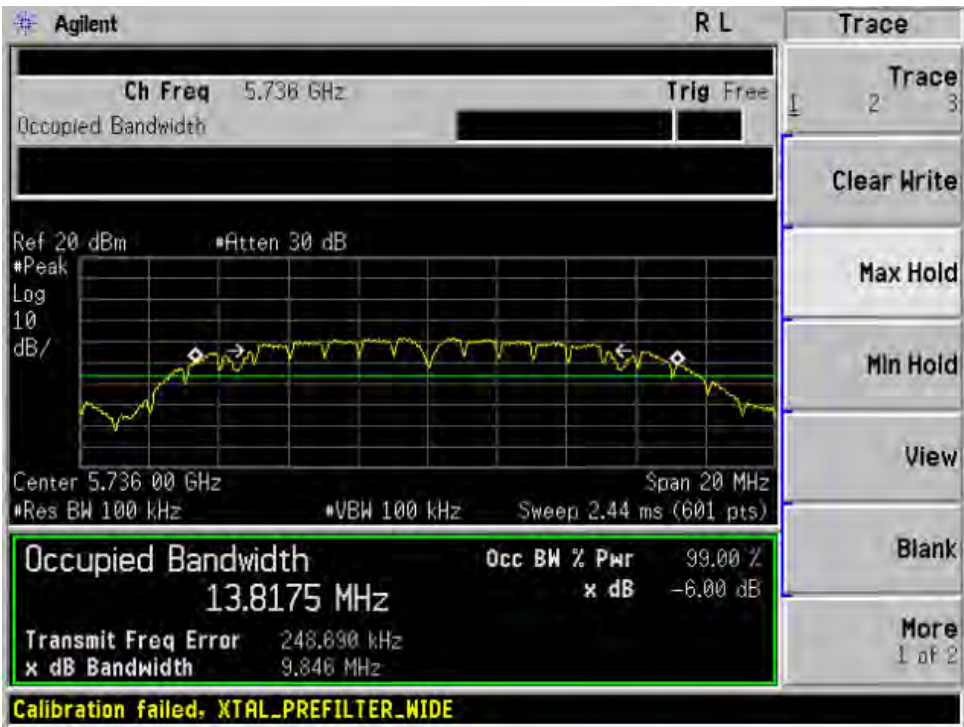 Agilent R L Trace
Ch Freq 5.736 GHz Trig Free
Occupied Bandwidth
Trace
1 2 3
Clear Write
Max Hold
Min Hold
View
Blank
More
1 of 2
Ref 20 dBm #Atten 30 dB
#Peak
Log
10
dB/
Center 5.736 00 GHz Span 20 MHz
#Res BW 100 kHz #VBW 100 kHz Sweep 2.44 ms (601 pts)
Occupied Bandwidth Occ BW % Pwr 99.00 %
13.8175 MHz x dB -6.00 dB
Transmit Freq Error 248.690 kHz
x dB Bandwidth 9.846 MHz
Calibration failed, XTAL_PREFILTER_WIDE